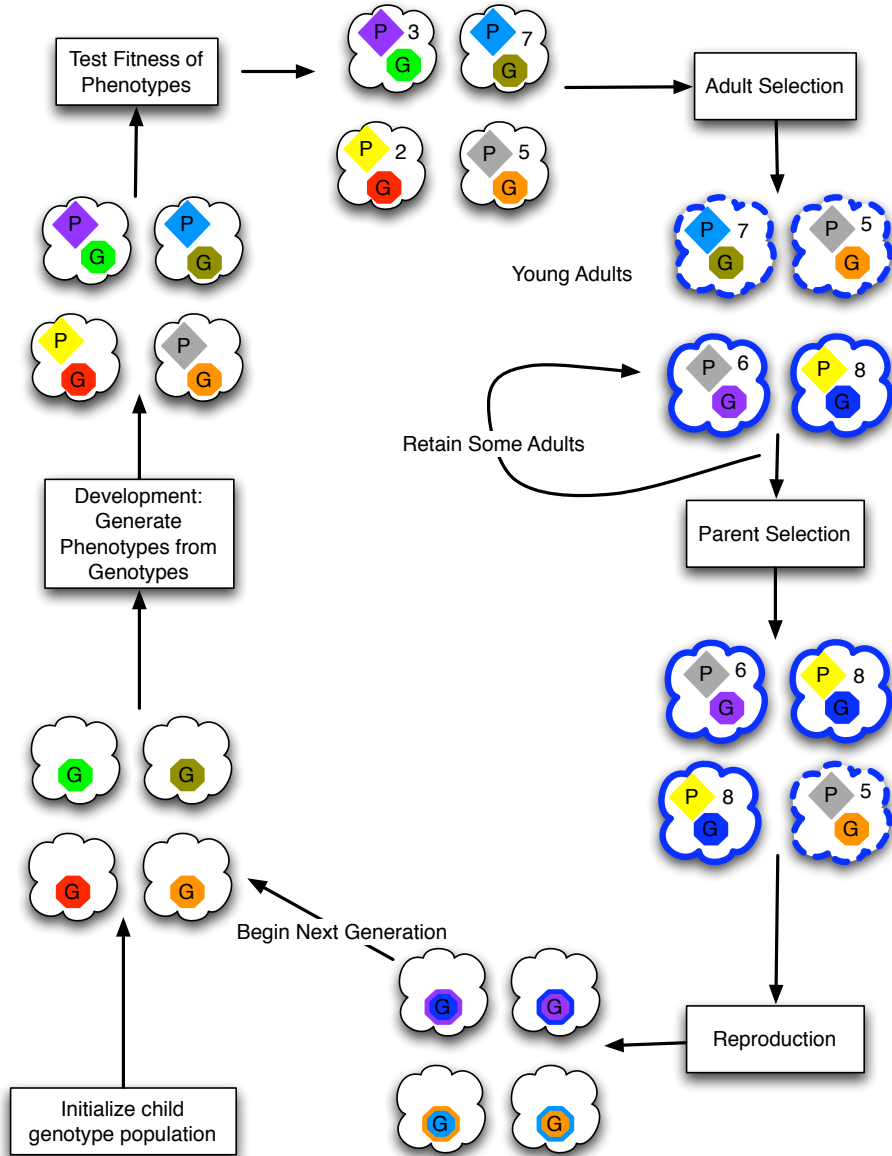 Test Fitness of
Phenotypes
P 3
G
P 7
G
P 2
G
P 5
G
Adult Selection
P
G
P
G
P
G
P
G
Young Adults
P 7
G
P 5
G
P 6
G
P 8
G
Retain Some Adults
Development:
Generate
Phenotypes from
Genotypes
Parent Selection
P 6
G
P 8
G
P 8
G
P 5
G
G
G
G
G
Begin Next Generation
G
G
G
G
Reproduction
Initialize child
genotype population